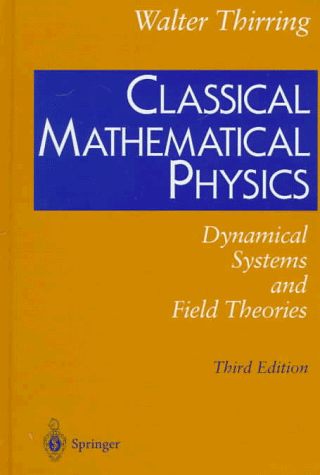 Walter Thirring
CLASSICAL
MATHEMATICAL
PHYSICS
Dynamical
Systems
and
Field Theories
Third Edition
Springer